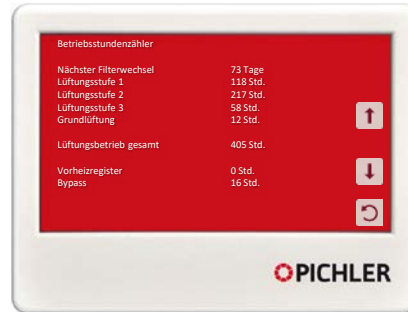 Betriebsstundenzähler
Nächster Filterwechsel 73 Tage
Lüftungsstufe 1 118 Std.
Lüftungsstufe 2 217 Std.
Lüftungsstufe 3 58 Std.
Grundlüftung 12 Std.
Lüftungsbetrieb gesamt 405 Std.
Vorheizregister 0 Std.
Bypass 16 Std.
PICHLER